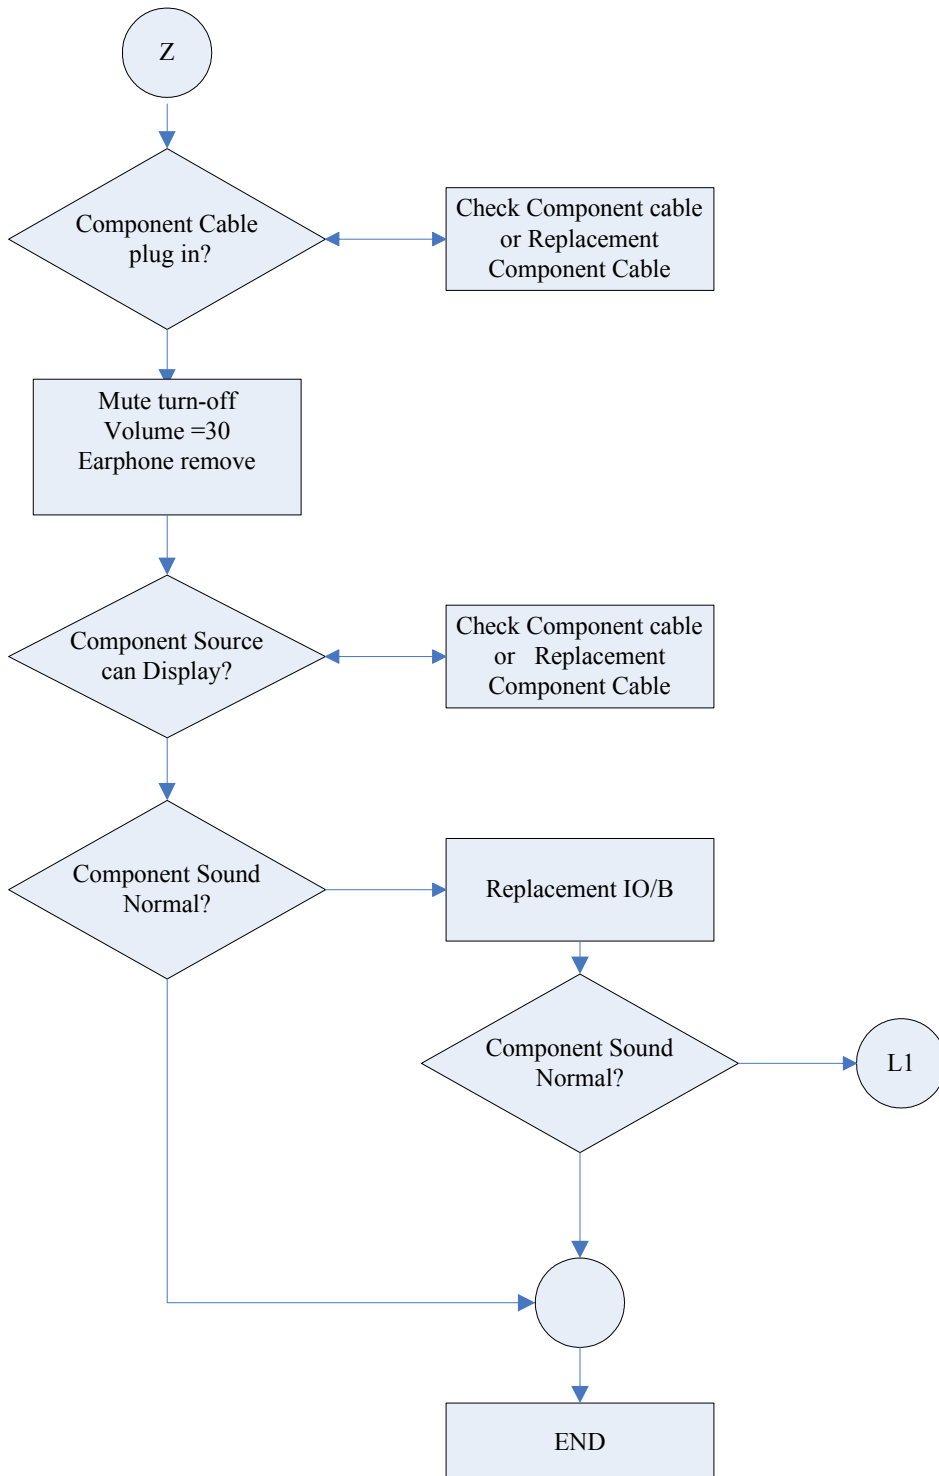 Z
Component Cable
plug in?
Check Component cable
or Replacement
Component Cable
Mute turn-off
Volume =30
Earphone remove
Component Source
can Display?
Check Component cable
or Replacement
Component Cable
Component Sound
Normal?
Replacement IO/B
Component Sound
Normal?
L1
END